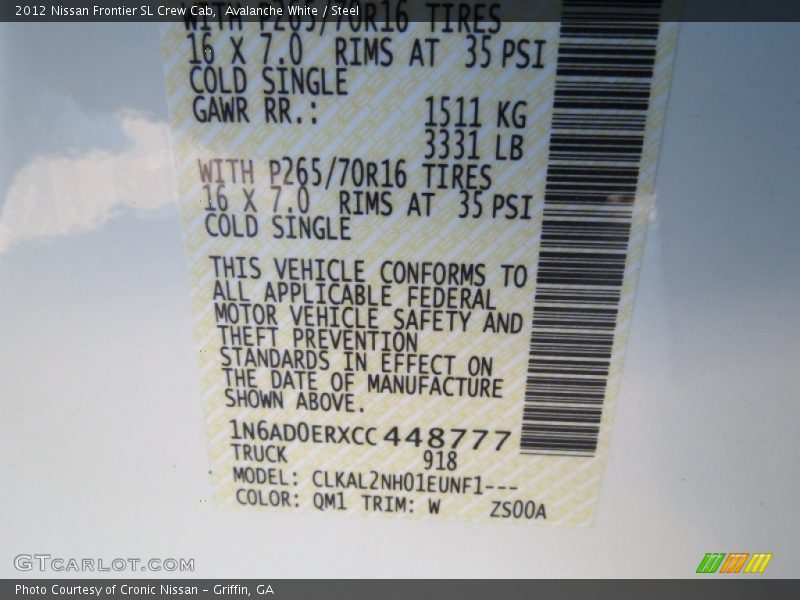 2012 Nissan Frontier SL Crew Cab, Avalanche White / Steel
WITH P265/70R16 TIRES
16 X 7.0 RIMS AT 35 PSI
COLD SINGLE
GAWR RR.: 1511 KG
3331 LB
WITH P265/70R16 TIRES
16 X 7.0 RIMS AT 35 PSI
COLD SINGLE
THIS VEHICLE CONFORMS TO
ALL APPLICABLE FEDERAL
MOTOR VEHICLE SAFETY AND
THEFT PREVENTION
STANDARDS IN EFFECT ON
THE DATE OF MANUFACTURE
SHOWN ABOVE.
1N6AD0ERXCC448777
TRUCK 918
MODEL: CLKAL2NH01EUNF1---
COLOR: QM1 TRIM: W ZS00A
GTCARLOT.COM
Photo Courtesy of Cronic Nissan - Griffin, GA